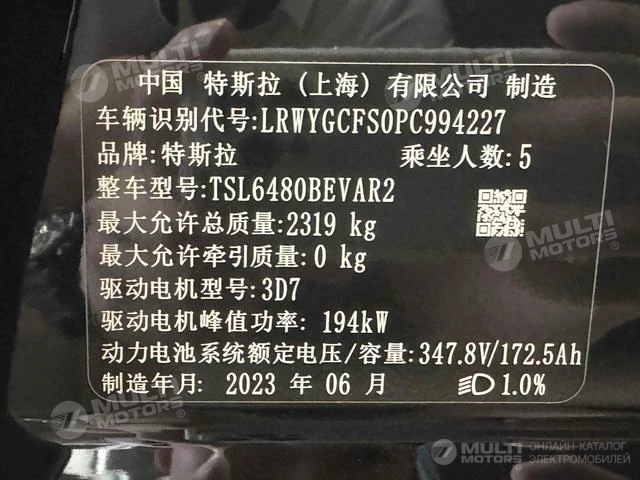 中国 特斯拉 (上海) 有限公司 制造
车辆识别代号:LRWYGCFS0PC994227
品牌:特斯拉 乘坐人数:5
整车型号:TSL6480BEVAR2
最大允许总质量:2319 kg
最大允许牵引质量:0 kg
驱动电机型号:3D7
驱动电机峰值功率: 194kW
动力电池系统额定电压/容量:347.8V/172.5Ah
制造年月: 2023 年 06 月 1.0%
MULTI MOTORS
MULTI MOTORS
MULTI MOTORS
MULTI MOTORS
MULTI MOTORS ОНЛАЙН-КАТАЛОГ ЭЛЕКТРОМОБИЛЕЙ